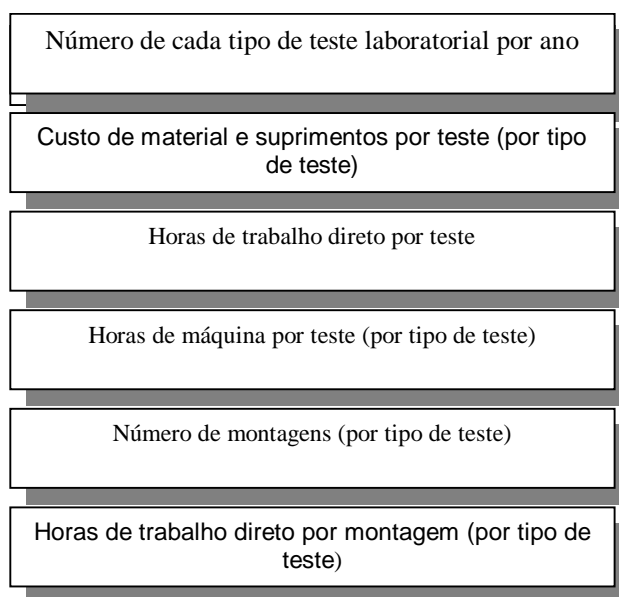 Número de cada tipo de teste laboratorial por ano
Custo de material e suprimentos por teste (por tipo
de teste)
Horas de trabalho direto por teste
Horas de máquina por teste (por tipo de teste)
Número de montagens (por tipo de teste)
Horas de trabalho direto por montagem (por tipo de
teste)